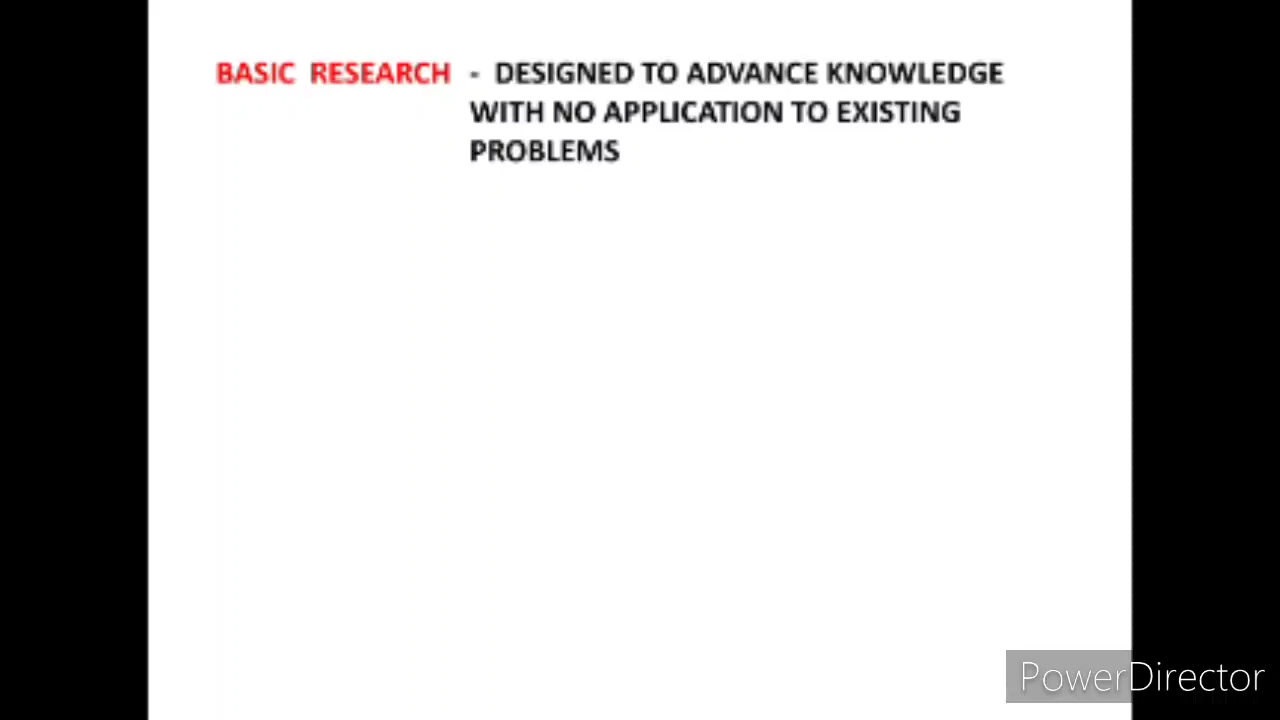 BASIC RESEARCH - DESIGNED TO ADVANCE KNOWLEDGE
WITH NO APPLICATION TO EXISTING
PROBLEMS
PowerDirector